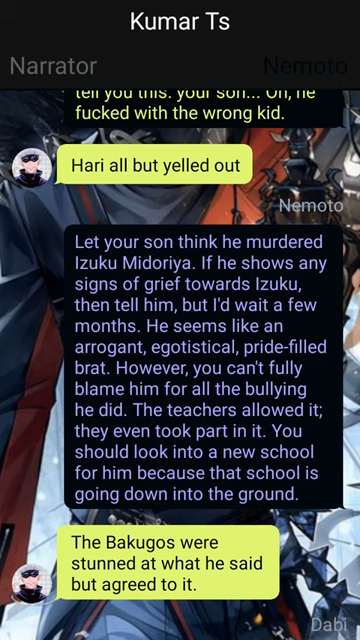 Kumar Ts
Narrator
Nemoto
tell you this. your son... Oh, he
fucked with the wrong kid.
Hari all but yelled out
Nemoto
Let your son think he murdered
Izuku Midoriya. If he shows any
signs of grief towards Izuku,
then tell him, but I'd wait a few
months. He seems like an
arrogant, egotistical, pride-filled
brat. However, you can't fully
blame him for all the bullying
he did. The teachers allowed it;
they even took part in it. You
should look into a new school
for him because that school is
going down into the ground.
The Bakugos were
stunned at what he said
but agreed to it.
Dabi